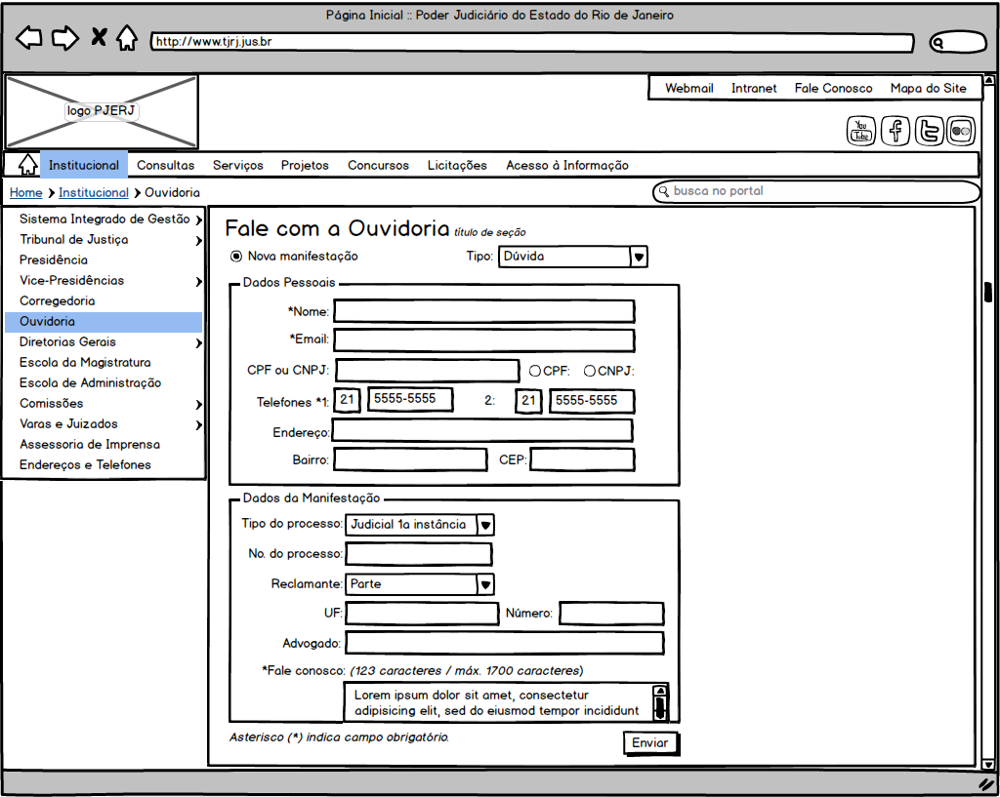 Página Inicial :: Poder Judiciário do Estado do Rio de Janeiro
http://www.tjrj.jus.br
logo PJERJ
Webmail Intranet Fale Conosco Mapa do Site
You Tube
Institucional Consultas Serviços Projetos Concursos Licitações Acesso à Informação
Home Institucional Ouvidoria
busca no portal
Sistema Integrado de Gestão
Tribunal de Justiça
Presidência
Vice-Presidências
Corregedoria
Ouvidoria
Diretorias Gerais
Escola da Magistratura
Escola de Administração
Comissões
Varas e Juizados
Assessoria de Imprensa
Endereços e Telefones
Fale com a Ouvidoria título de seção
Nova manifestação Tipo: Dúvida
Dados Pessoais
*Nome:
*Email:
CPF ou CNPJ: CPF: CNPJ:
Telefones *1: 21 5555-5555 2: 21 5555-5555
Endereço:
Bairro: CEP:
Dados da Manifestação
Tipo do processo: Judicial 1a instância
No. do processo:
Reclamante: Parte
UF: Número:
Advogado:
*Fale conosco: (123 caracteres / máx. 1700 caracteres)
Lorem ipsum dolor sit amet, consectetur
adipisicing elit, sed do eiusmod tempor incididunt
Asterisco (*) indica campo obrigatório.
Enviar